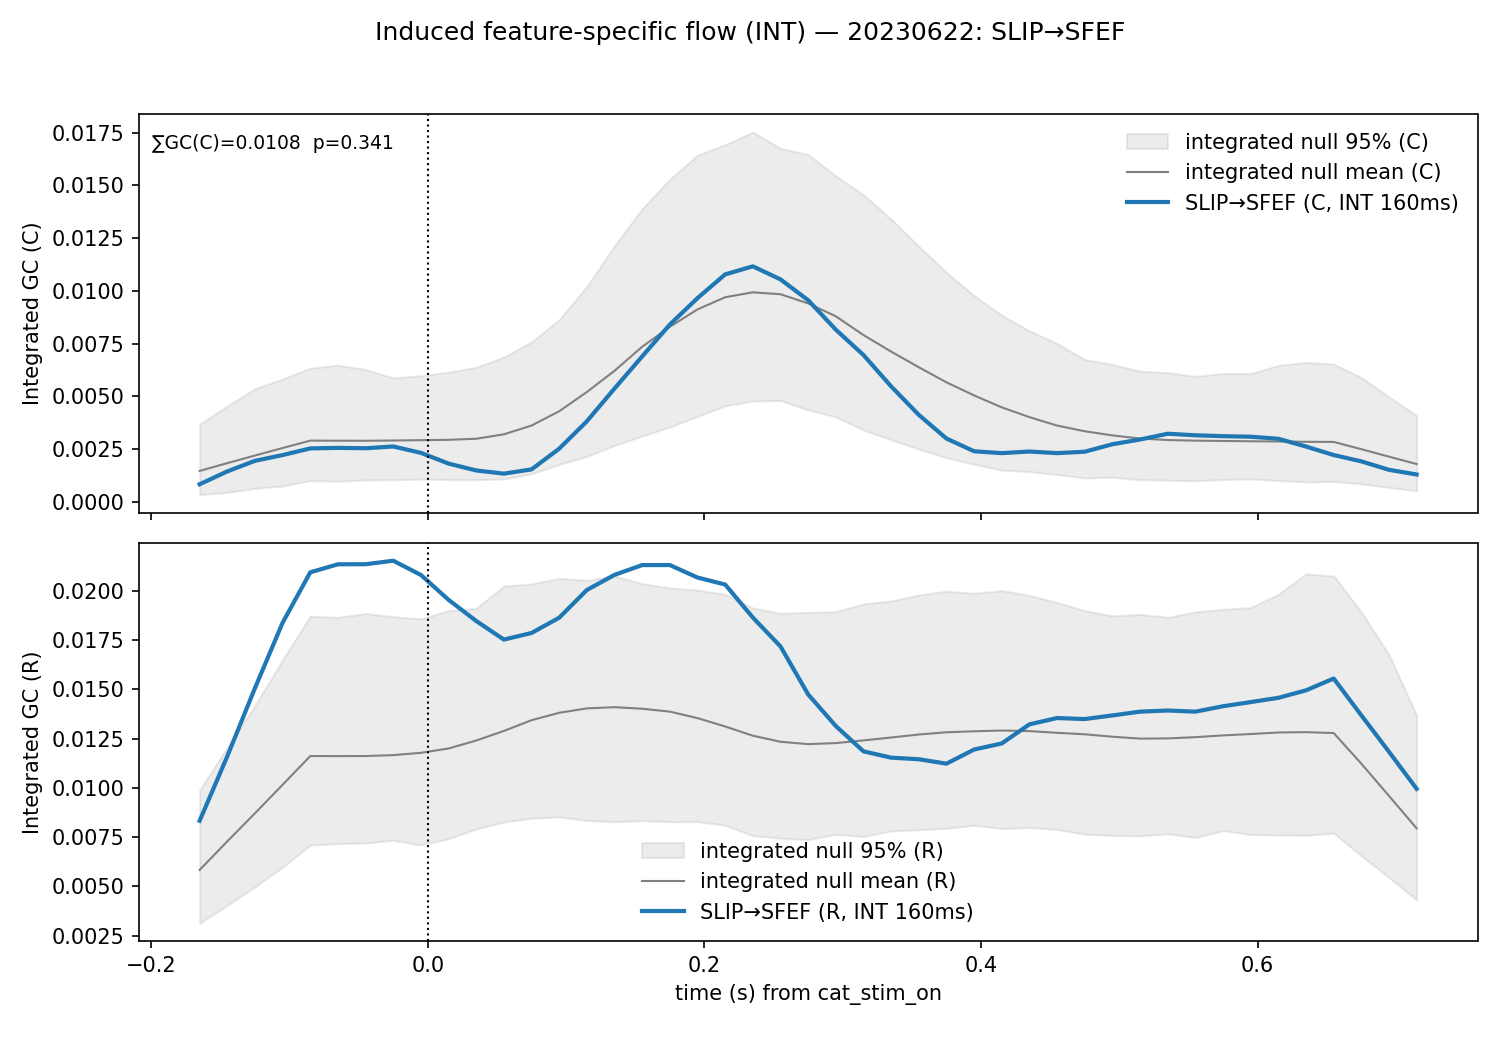 Induced feature-specific flow (INT) — 20230622: SLIP→SFEF
∑GC(C)=0.0108 p=0.341
integrated null 95% (C)
integrated null mean (C)
SLIP→SFEF (C, INT 160ms)
Integrated GC (C)
0.0175
0.0150
0.0125
0.0100
0.0075
0.0050
0.0025
0.0000
Integrated GC (R)
0.0200
0.0175
0.0150
0.0125
0.0100
0.0075
0.0050
0.0025
integrated null 95% (R)
integrated null mean (R)
SLIP→SFEF (R, INT 160ms)
−0.2 0.0 0.2 0.4 0.6
time (s) from cat_stim_on